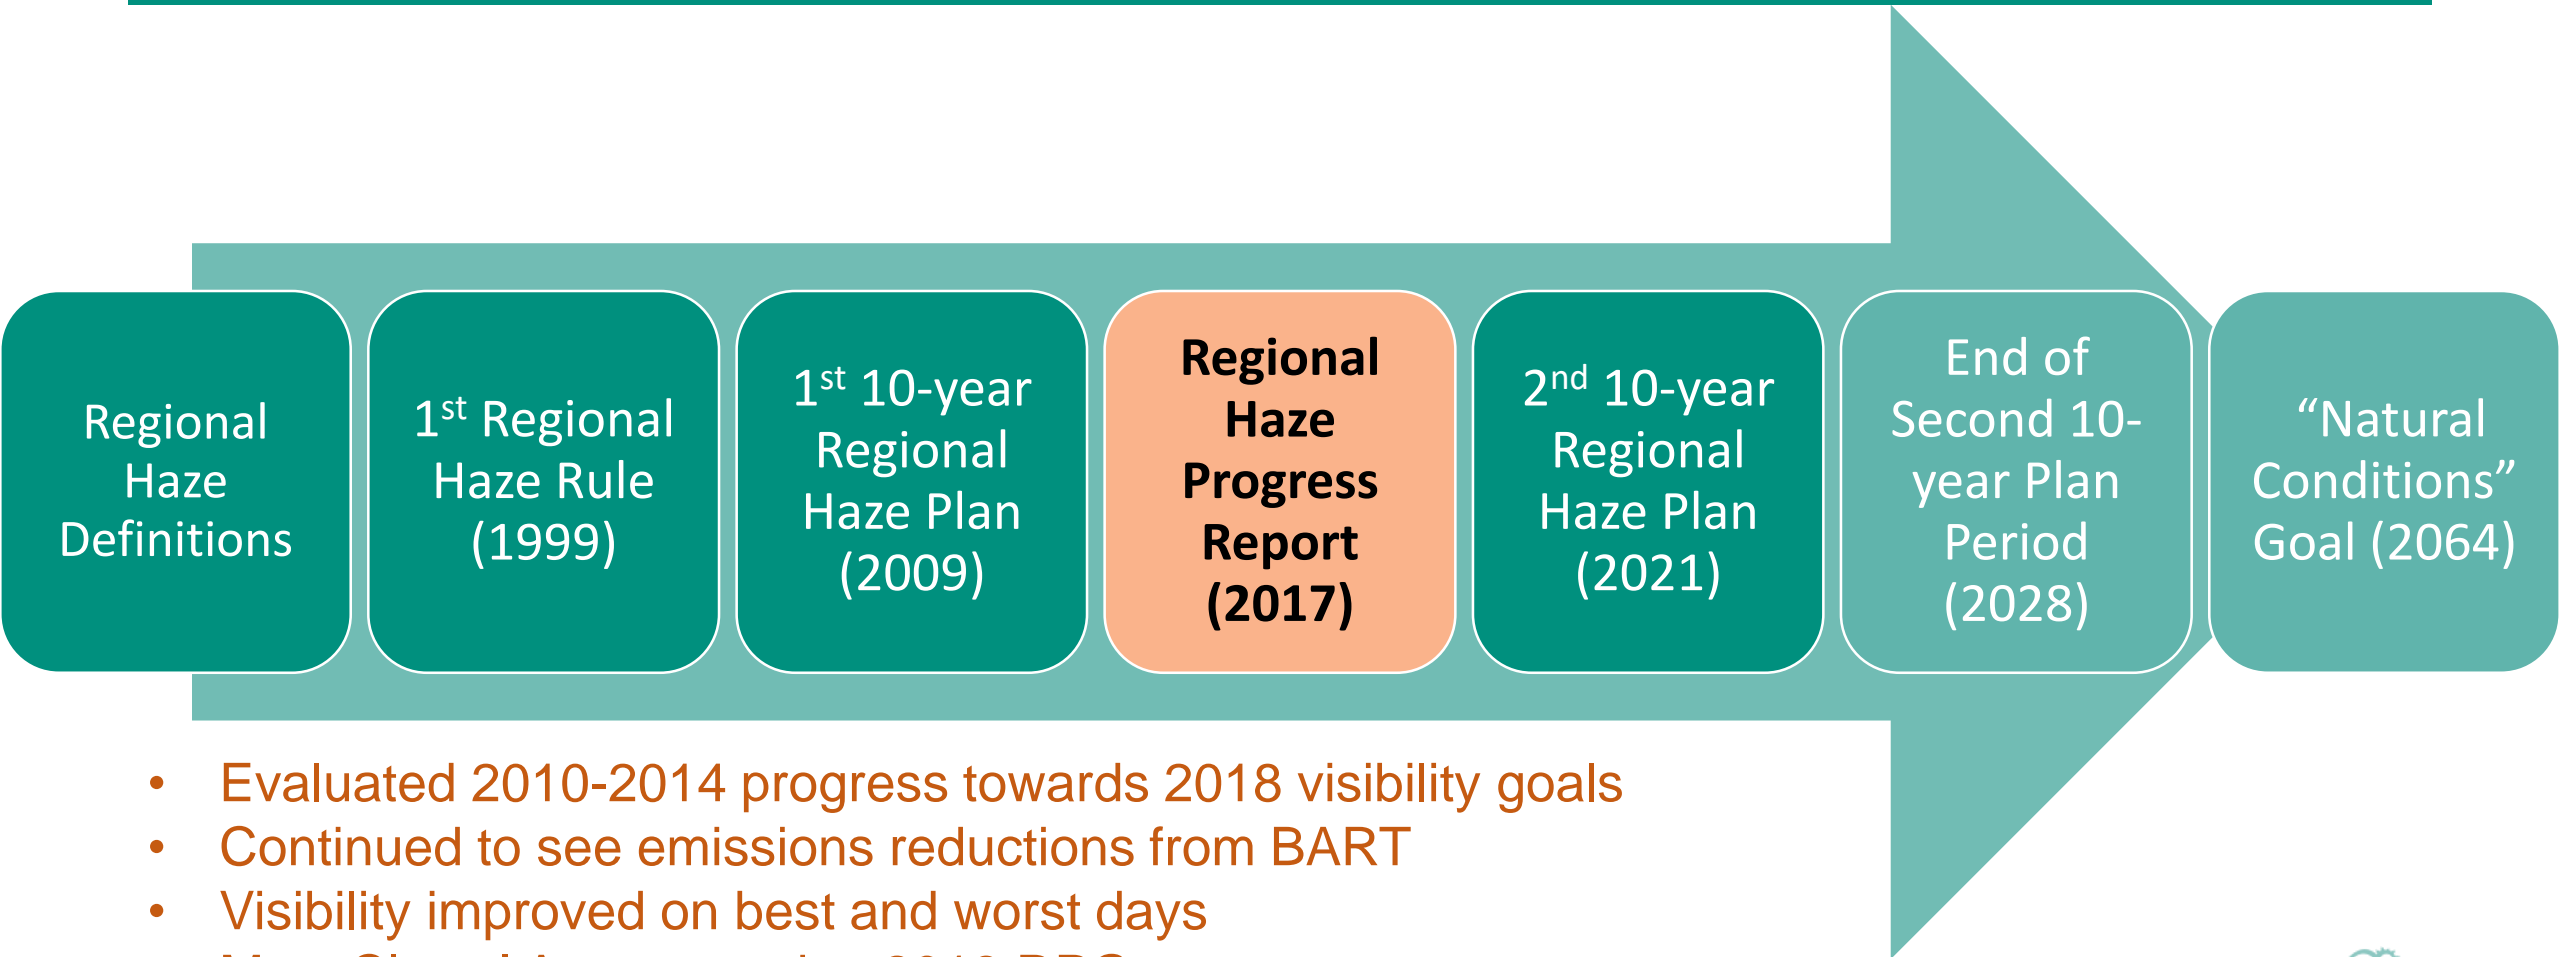 Regional
Haze
Definitions
1st Regional
Haze Rule
(1999)
1st 10-year
Regional
Haze Plan
(2009)
Regional
Haze
Progress
Report
(2017)
2nd 10-year
Regional
Haze Plan
(2021)
End of
Second 10-
year Plan
Period
(2028)
“Natural
Conditions”
Goal (2064)
• Evaluated 2010-2014 progress towards 2018 visibility goals
• Continued to see emissions reductions from BART
• Visibility improved on best and worst days